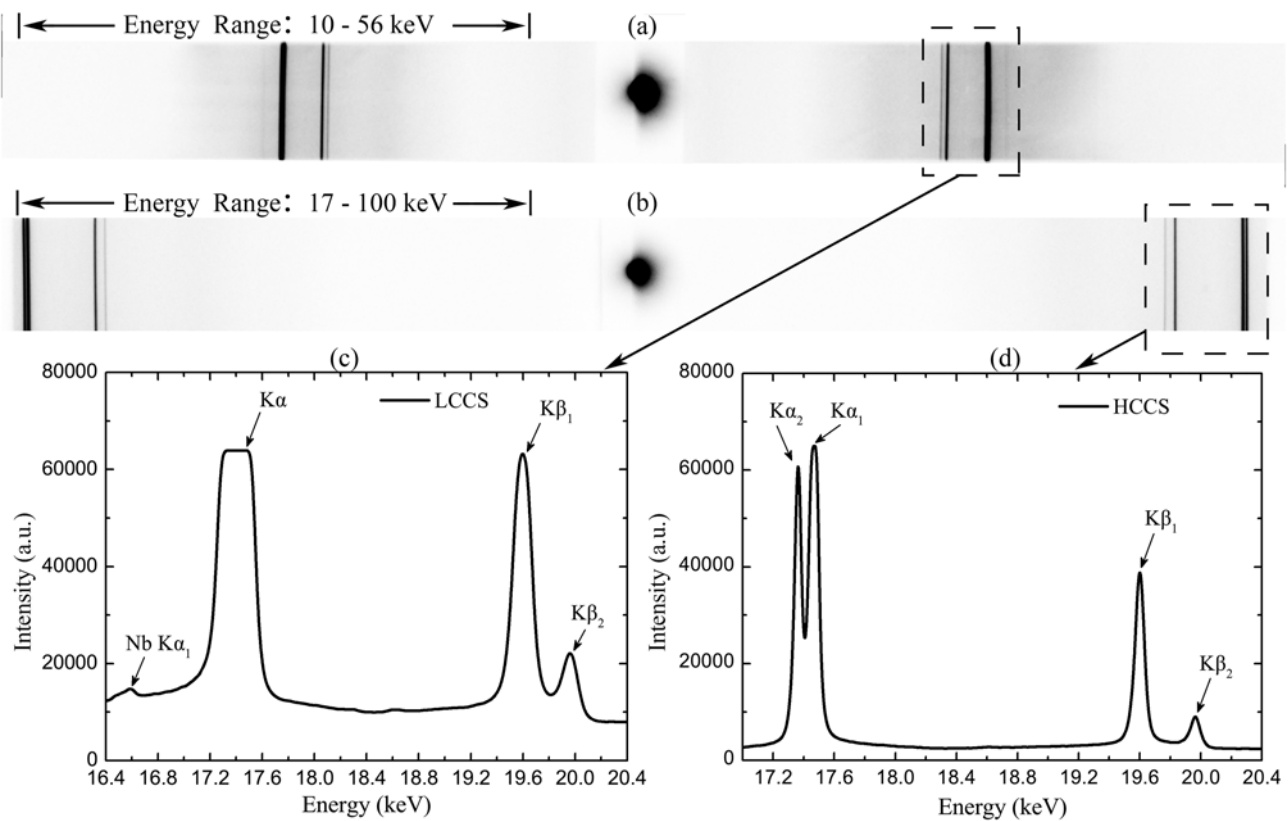 Energy Range: 10 - 56 keV
(a)
Energy Range: 17 - 100 keV
(b)
(c)
80000
60000
40000
20000
0
Intensity (a.u.)
Kα
LCCS
Kβ1
Kβ2
Nb Kα1
16.4 16.8 17.2 17.6 18.0 18.4 18.8 19.2 19.6 20.0 20.4
Energy (keV)
(d)
80000
60000
40000
20000
0
Intensity (a.u.)
Kα2
Kα1
HCCS
Kβ1
Kβ2
17.2 17.6 18.0 18.4 18.8 19.2 19.6 20.0 20.4
Energy (keV)